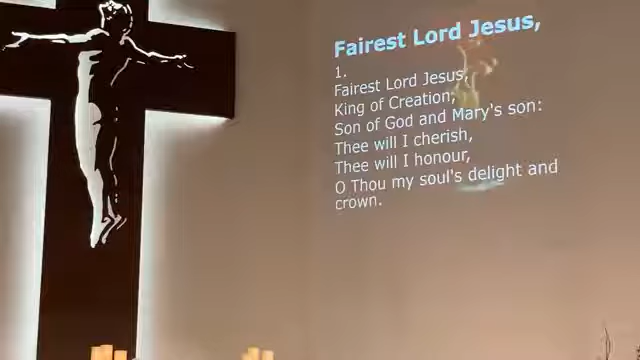 Fairest Lord Jesus,
1.
Fairest Lord Jesus,
King of Creation;
Son of God and Mary's son:
Thee will I cherish,
Thee will I honour,
O Thou my soul's delight and
crown.